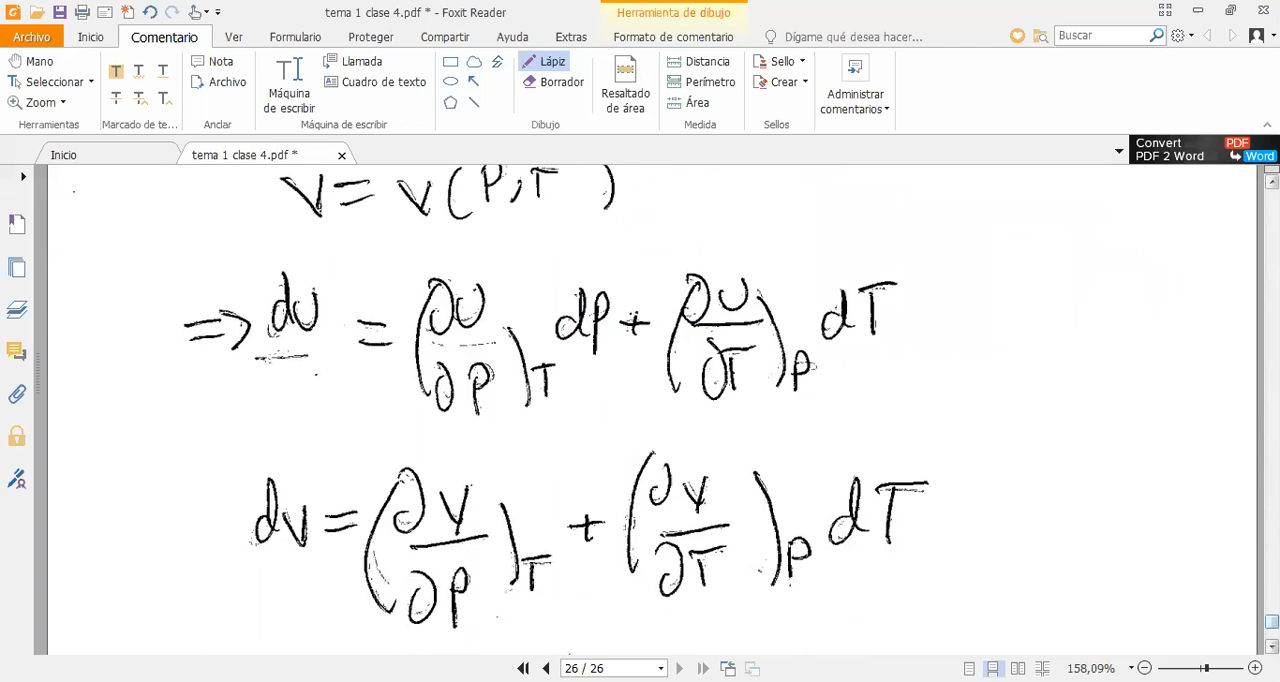 tema 1 clase 4.pdf * - Foxit Reader
Herramienta de dibujo
Archivo Inicio Comentario Ver Formulario Proteger Compartir Ayuda Extras Formato de comentario Dígame qué desea hacer... Buscar
Mano
Seleccionar
Zoom
Herramientas
Marcado de te...
Nota
Archivo
Anclar
Máquina de escribir
Llamada
Cuadro de texto
Máquina de escribir
Lápiz
Borrador
Dibujo
Resaltado de área
Distancia
Perímetro
Área
Medida
Sello
Crear
Sellos
Administrar comentarios
Comentarios
Inicio
tema 1 clase 4.pdf *
Convert PDF
PDF 2 Word Word
V = V(P,T)
=> dU = (∂U/∂P)_T dP + (∂U/∂T)_P dT
dV = (∂V/∂P)_T + (∂V/∂T)_P dT
26 / 26
158,09%